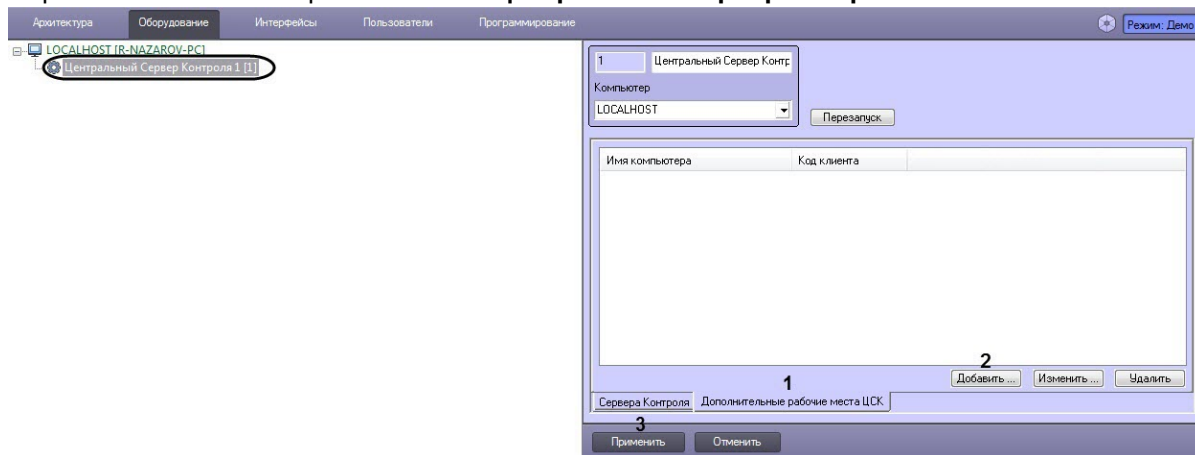 Архитектура Оборудование Интерфейсы Пользователи Программирование Режим: Демо
LOCALHOST [R-NAZAROV-PC]
Центральный Сервер Контроля 1 [1]
1 Центральный Сервер Контр
Компьютер
LOCALHOST
Перезапуск
Имя компьютера Код клиента
2
Добавить ... Изменить ... Удалить
1
Сервера Контроля Дополнительные рабочие места ЦСК
3
Применить Отменить